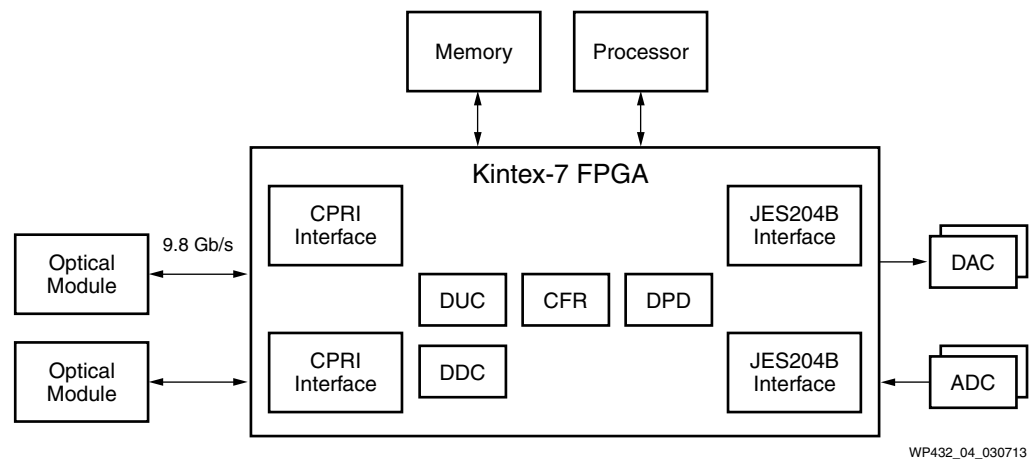 Memory
Processor
Kintex-7 FPGA
CPRI
Interface
JES204B
Interface
9.8 Gb/s
Optical
Module
DAC
DUC
CFR
DPD
Optical
Module
CPRI
Interface
DDC
JES204B
Interface
ADC
WP432_04_030713